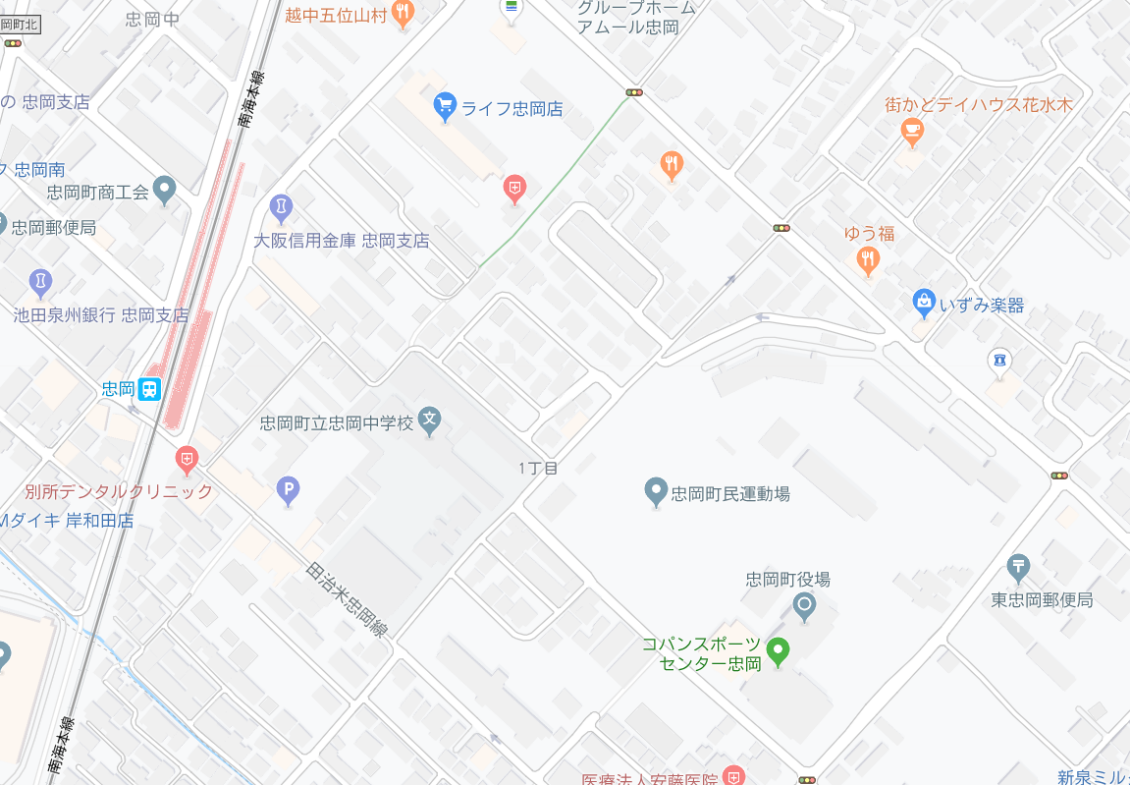 岡町北
忠岡中
越中五位山村
グループホーム
アムール忠岡
南海本線
の 忠岡支店
ライフ忠岡店
街かどデイハウス花水木
ク 忠岡南
忠岡町商工会
忠岡郵便局
大阪信用金庫 忠岡支店
ゆう福
池田泉州銀行 忠岡支店
いずみ楽器
忠岡
忠岡町立忠岡中学校
文
1丁目
別所デンタルクリニック
P
忠岡町民運動場
Mダイキ 岸和田店
田治米忠岡線
忠岡町役場
東忠岡郵便局
コパンスポーツ
センター忠岡
南海本線
医療法人安藤医院
新泉ミル